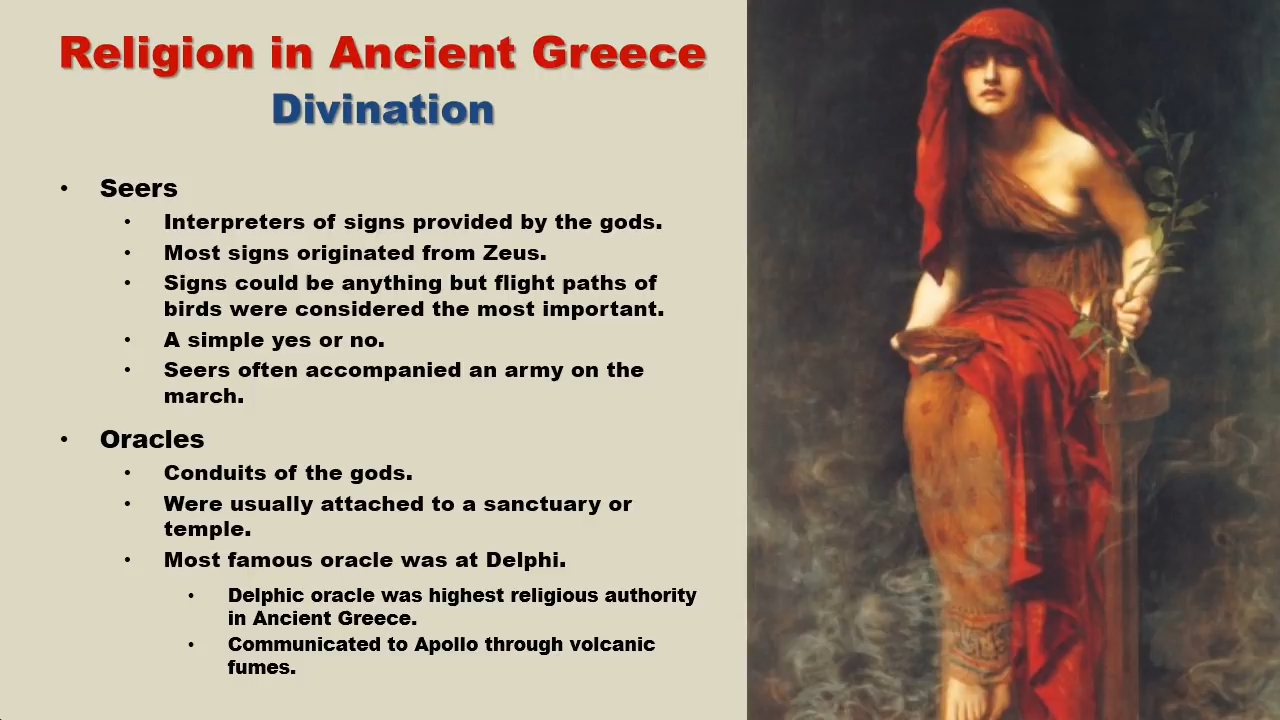 Religion in Ancient Greece
Divination
• Seers
• Interpreters of signs provided by the gods.
• Most signs originated from Zeus.
• Signs could be anything but flight paths of
birds were considered the most important.
• A simple yes or no.
• Seers often accompanied an army on the
march.
• Oracles
• Conduits of the gods.
• Were usually attached to a sanctuary or
temple.
• Most famous oracle was at Delphi.
• Delphic oracle was highest religious authority
in Ancient Greece.
• Communicated to Apollo through volcanic
fumes.